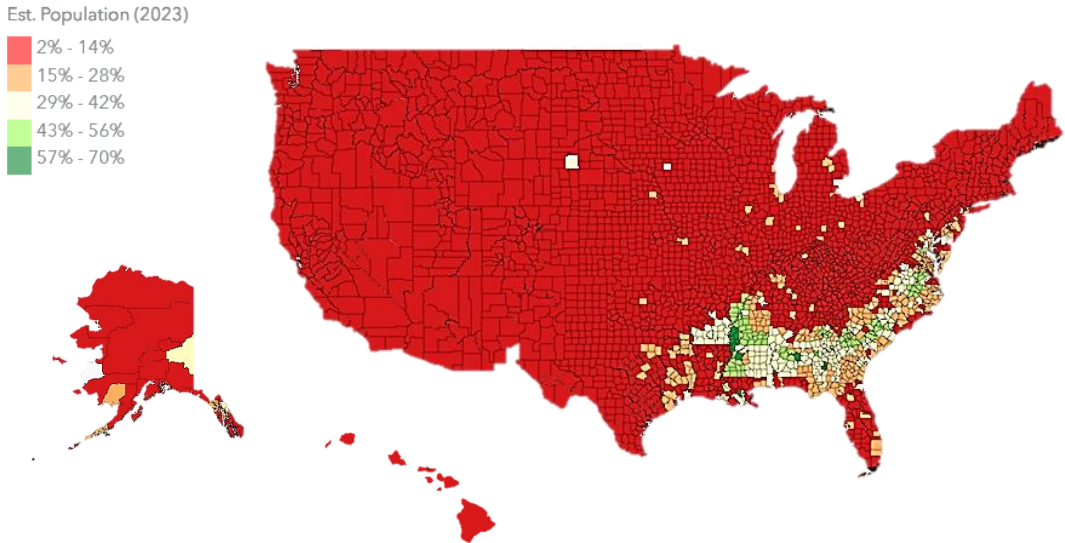 Est. Population (2023)
2% - 14%
15% - 28%
29% - 42%
43% - 56%
57% - 70%